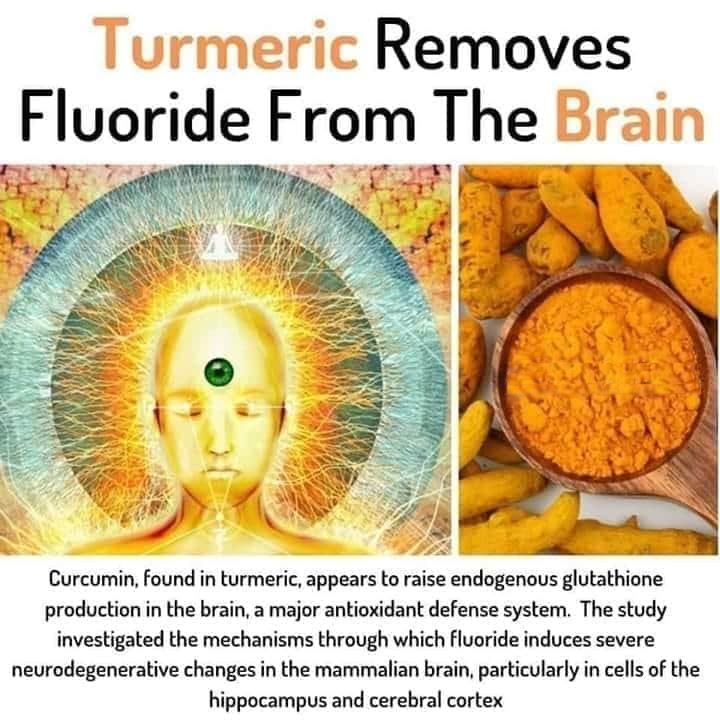 Turmeric Removes
Fluoride From The Brain
Curcumin, found in turmeric, appears to raise endogenous glutathione
production in the brain, a major antioxidant defense system. The study
investigated the mechanisms through which fluoride induces severe
neurodegenerative changes in the mammalian brain, particularly in cells of the
hippocampus and cerebral cortex